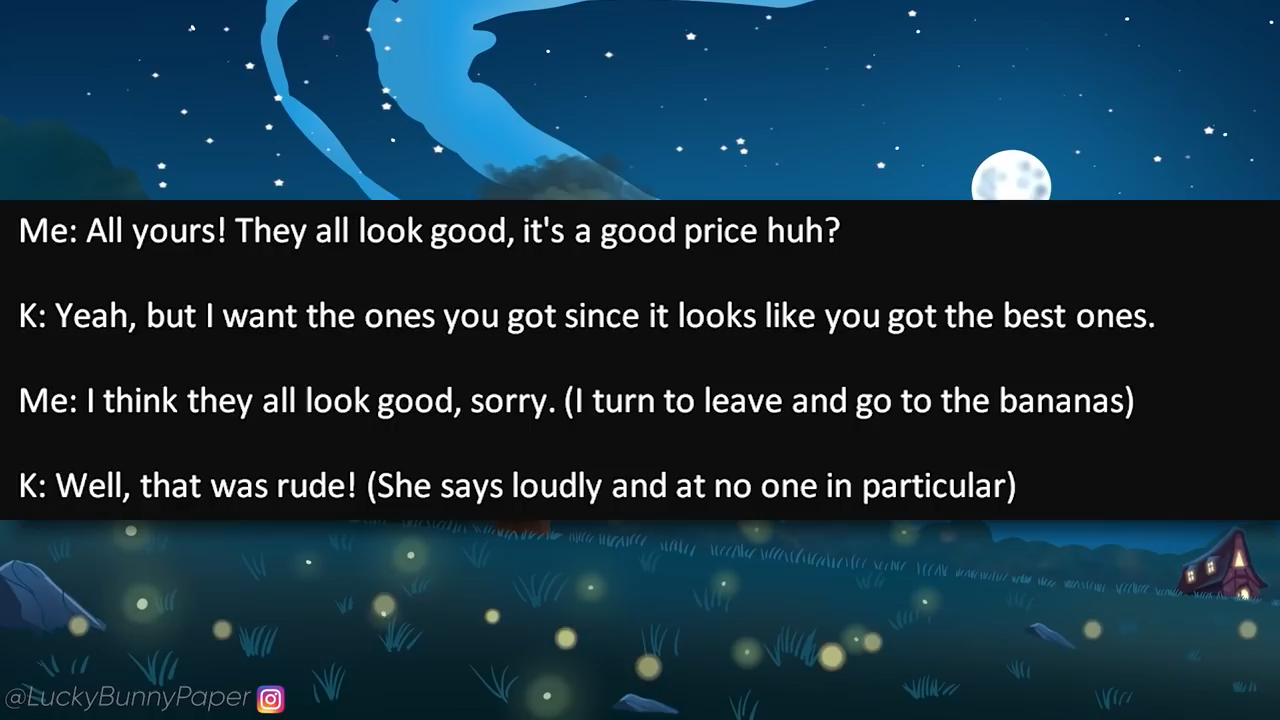 Me: All yours! They all look good, it's a good price huh?
K: Yeah, but I want the ones you got since it looks like you got the best ones.
Me: I think they all look good, sorry. (I turn to leave and go to the bananas)
K: Well, that was rude! (She says loudly and at no one in particular)
@LuckyBunnyPaper